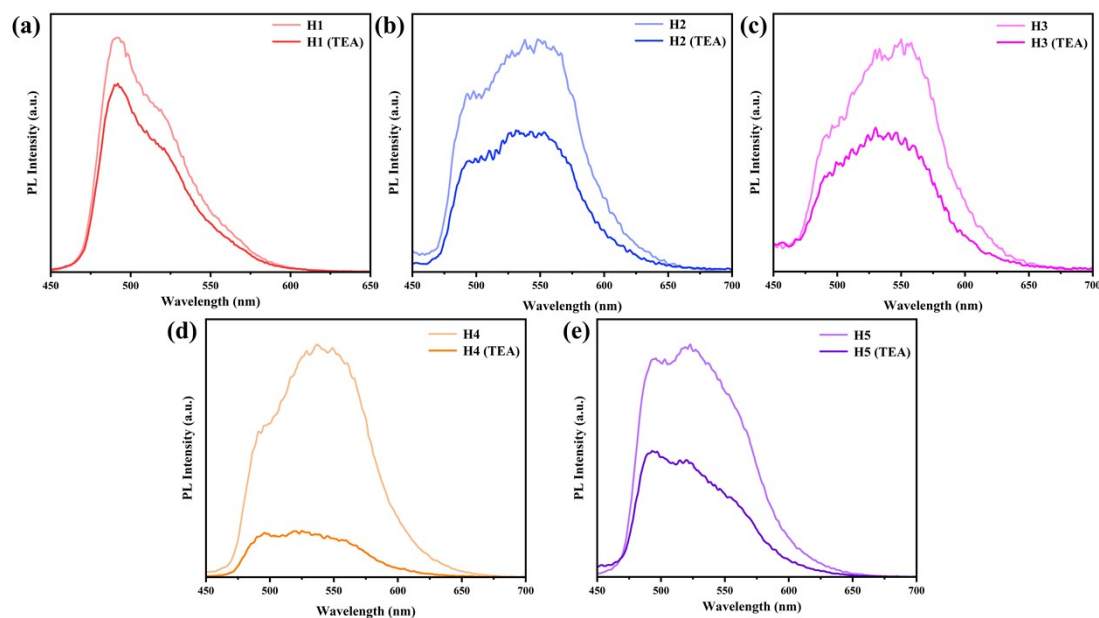 (a)
H1
H1 (TEA)
PL Intensity (a.u.)
450 500 550 600 650
Wavelength (nm)
(b)
H2
H2 (TEA)
PL Intensity (a.u.)
450 500 550 600 650 700
Wavelength (nm)
(c)
H3
H3 (TEA)
PL Intensity (a.u.)
450 500 550 600 650 700
Wavelength (nm)
(d)
H4
H4 (TEA)
PL Intensity (a.u.)
450 500 550 600 650 700
Wavelength (nm)
(e)
H5
H5 (TEA)
PL Intensity (a.u.)
450 500 550 600 650 700
Wavelength (nm)